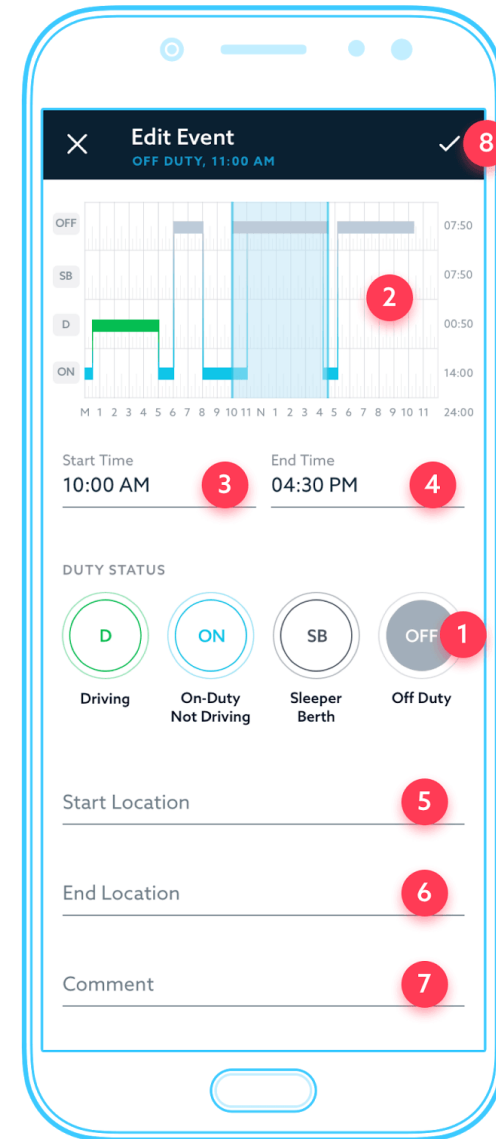 Edit Event
8
OFF DUTY, 11:00 AM
OFF 07:50
SB 07:50
2
D 00:50
ON 14:00
M 1 2 3 4 5 6 7 8 9 10 11 N 1 2 3 4 5 6 7 8 9 10 11 24:00
Start Time End Time
10:00 AM 3 04:30 PM 4
DUTY STATUS
D ON SB OFF 1
Driving On-Duty Sleeper Off Duty
Not Driving Berth
Start Location 5
End Location 6
Comment 7